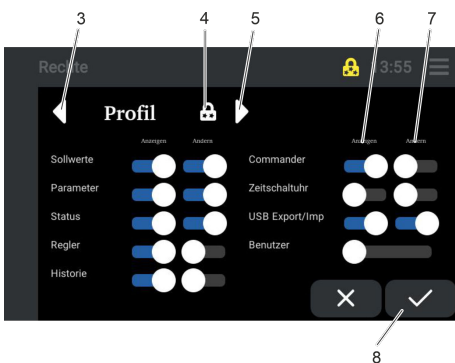 3 4 5 6 7
Rechte 13:55
Profil
Anzeigen Ändern Anzeigen Ändern
Sollwerte Commander
Parameter Zeitschaltuhr
Status USB Export/Imp
Regler Benutzer
Historie
8